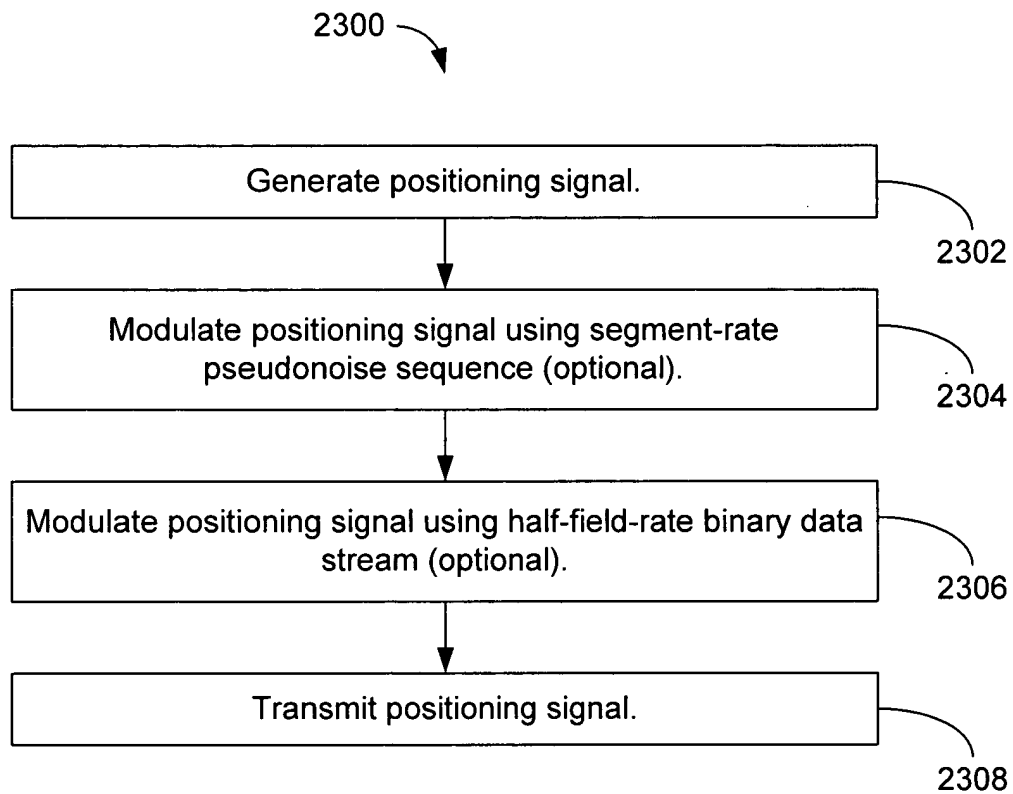 2300
Generate positioning signal.
2302
Modulate positioning signal using segment-rate
pseudonoise sequence (optional).
2304
Modulate positioning signal using half-field-rate binary data
stream (optional).
2306
Transmit positioning signal.
2308